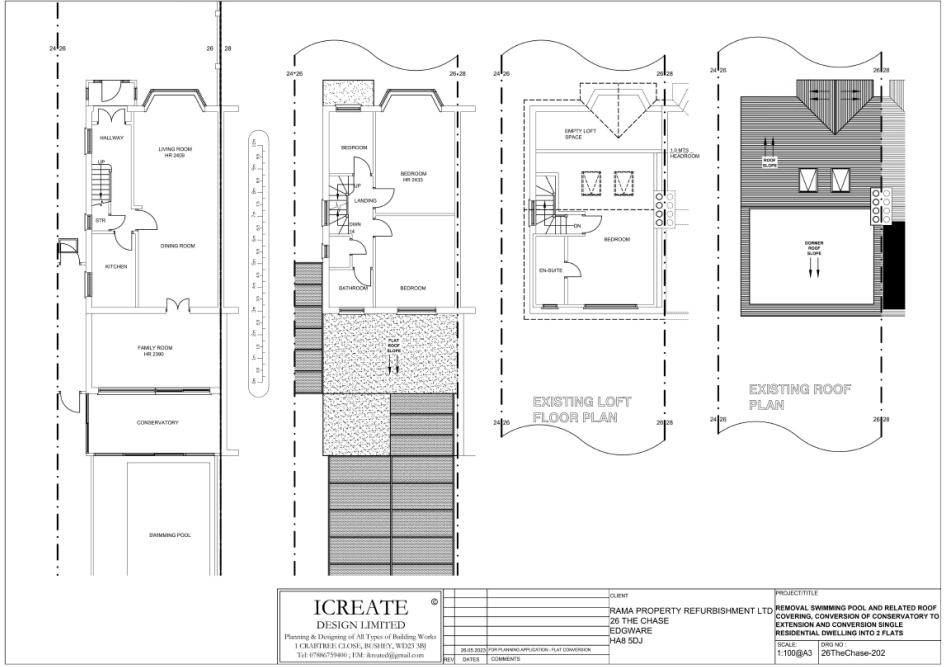 24
26
26
28
HALLWAY
LIVING ROOM
HR 2409
UP
STR
DINING ROOM
KITCHEN
FAMILY ROOM
HR 2390
CONSERVATORY
SWIMMING POOL
24
26
26
28
BEDROOM
BEDROOM
HR 2433
UP
LANDING
DWN
14
BATHROOM
BEDROOM
FLAT
ROOF
SLOPE
24
26
26
28
EMPTY LOFT
SPACE
1.5 MTS
HEADROOM
DN
BEDROOM
EN-SUITE
EXISTING LOFT
FLOOR PLAN
24
26
26
28
24
26
26
28
ROOF
SLOPE
DORMER
ROOF
SLOPE
EXISTING ROOF
PLAN
24
26
26
28
ICREATE ©
DESIGN LIMITED
Planning & Designing of All Types of Building Works
1 CRABTREE CLOSE, BUSHEY, WD23 3BJ
Tel: 07886759400 ; EM: ikreated@gmail.com
26.05.2023 FOR PLANNING APPLICATION - FLAT CONVERSION
REV DATES COMMENTS
CLIENT
RAMA PROPERTY REFURBISHMENT LTD
26 THE CHASE
EDGWARE
HA8 5DJ
PROJECT/TITLE
REMOVAL SWIMMING POOL AND RELATED ROOF
COVERING, CONVERSION OF CONSERVATORY TO
EXTENSION AND CONVERSION SINGLE
RESIDENTIAL DWELLING INTO 2 FLATS
SCALE:
1:100@A3
DRG NO :
26TheChase-202